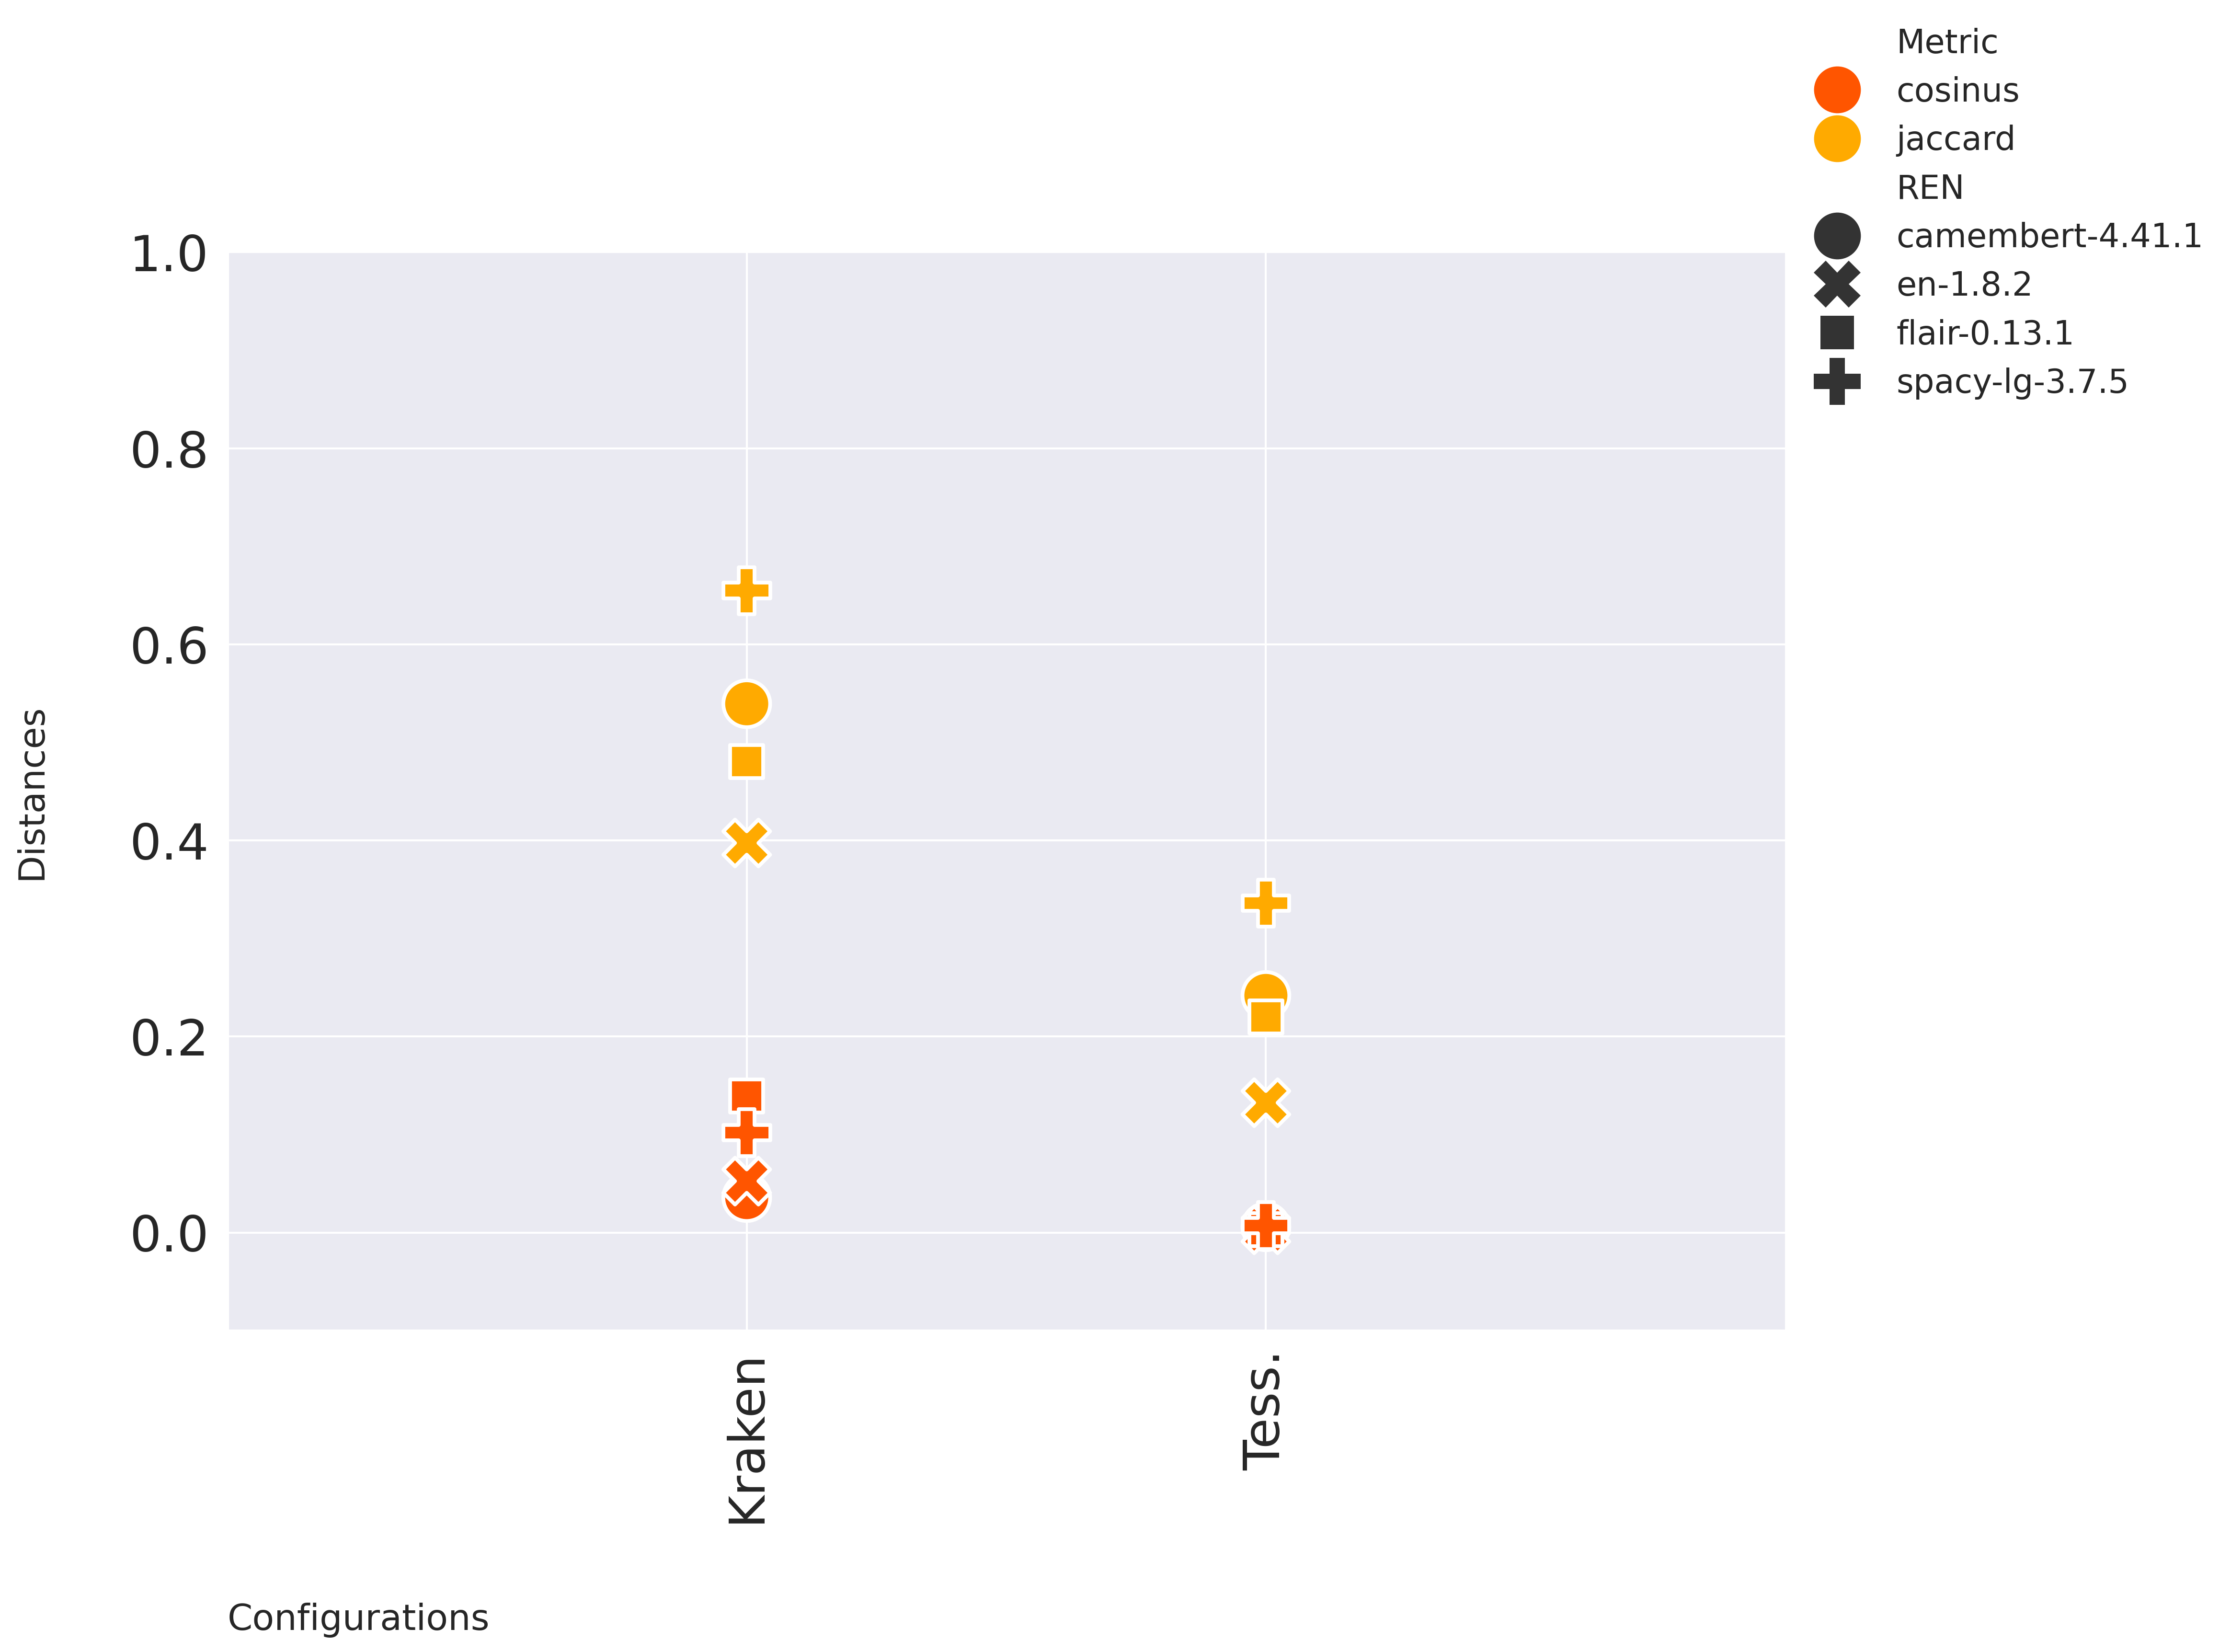 Metric
cosinus
jaccard
REN
camembert-4.41.1
en-1.8.2
flair-0.13.1
spacy-lg-3.7.5
1.0
0.8
0.6
0.4
0.2
0.0
Distances
Kraken
Tess.
Configurations